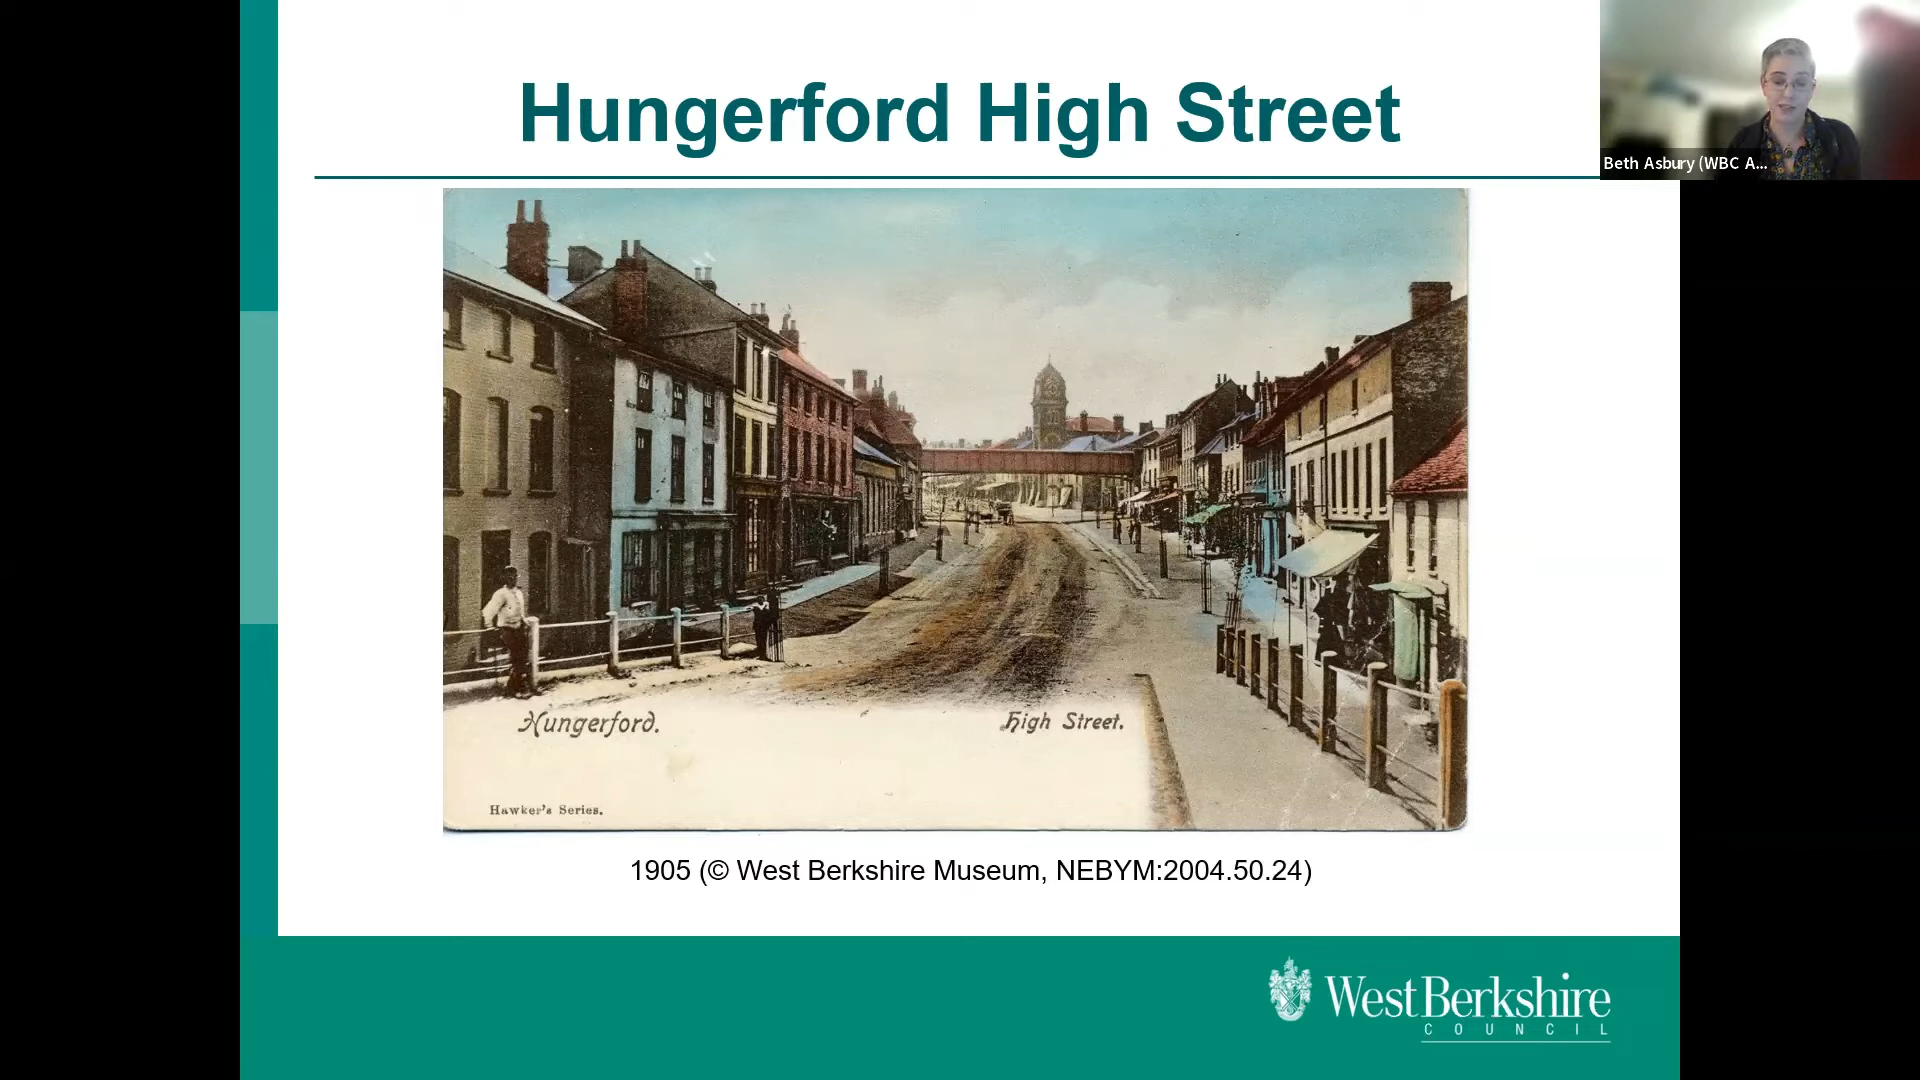 Hungerford High Street
Beth Asbury (WBC A...
Hungerford.
High Street.
Hawker's Series.
1905 (© West Berkshire Museum, NEBYM:2004.50.24)
West Berkshire
COUNCIL